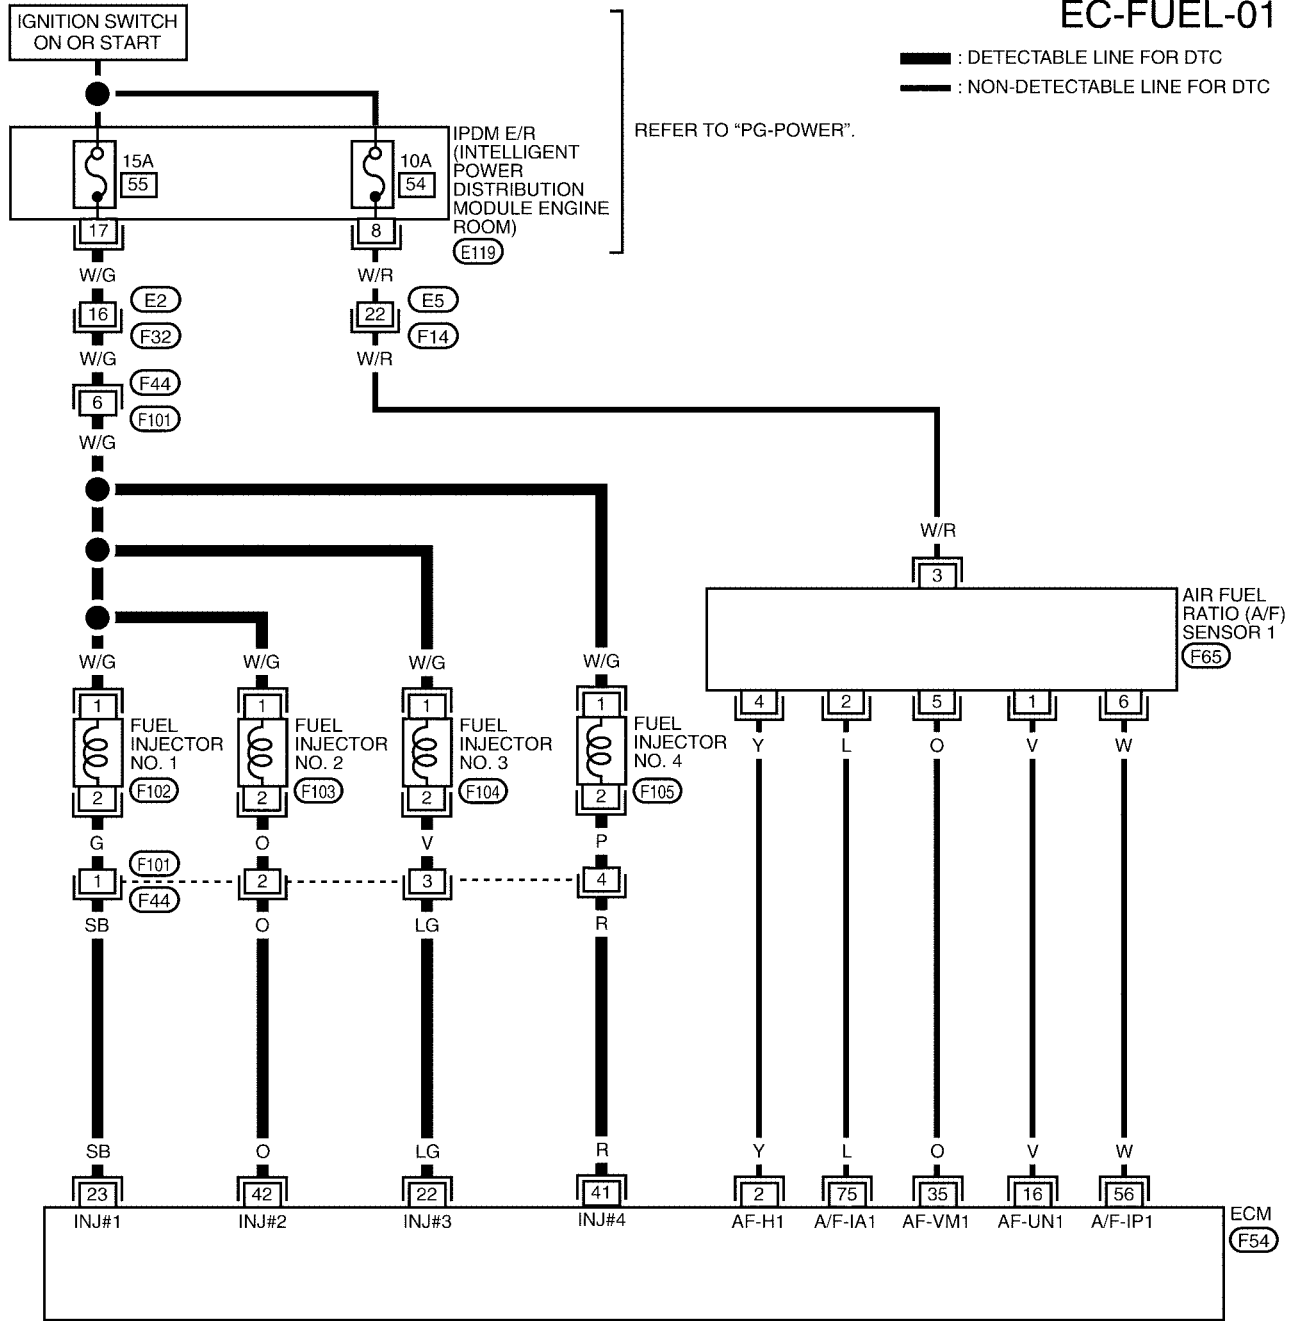 EC-FUEL-01
IGNITION SWITCH
ON OR START
: DETECTABLE LINE FOR DTC
: NON-DETECTABLE LINE FOR DTC
REFER TO “PG-POWER”.
15A
55
10A
54
IPDM E/R
(INTELLIGENT
POWER
DISTRIBUTION
MODULE ENGINE
ROOM)
E119
17
8
W/G
W/R
16
E2
F32
22
E5
F14
W/G
W/R
6
F44
F101
W/G
W/R
3
AIR FUEL
RATIO (A/F)
SENSOR 1
F65
W/G
W/G
W/G
W/G
1
1
1
1
4
2
5
1
6
FUEL
INJECTOR
NO. 1
F102
FUEL
INJECTOR
NO. 2
F103
FUEL
INJECTOR
NO. 3
F104
FUEL
INJECTOR
NO. 4
F105
Y
L
O
V
W
2
2
2
2
G
O
V
P
1
F101
F44
2
3
4
SB
O
LG
R
SB
O
LG
R
Y
L
O
V
W
23
42
22
41
2
75
35
16
56
INJ#1
INJ#2
INJ#3
INJ#4
AF-H1
A/F-IA1
AF-VM1
AF-UN1
A/F-IP1
ECM
F54